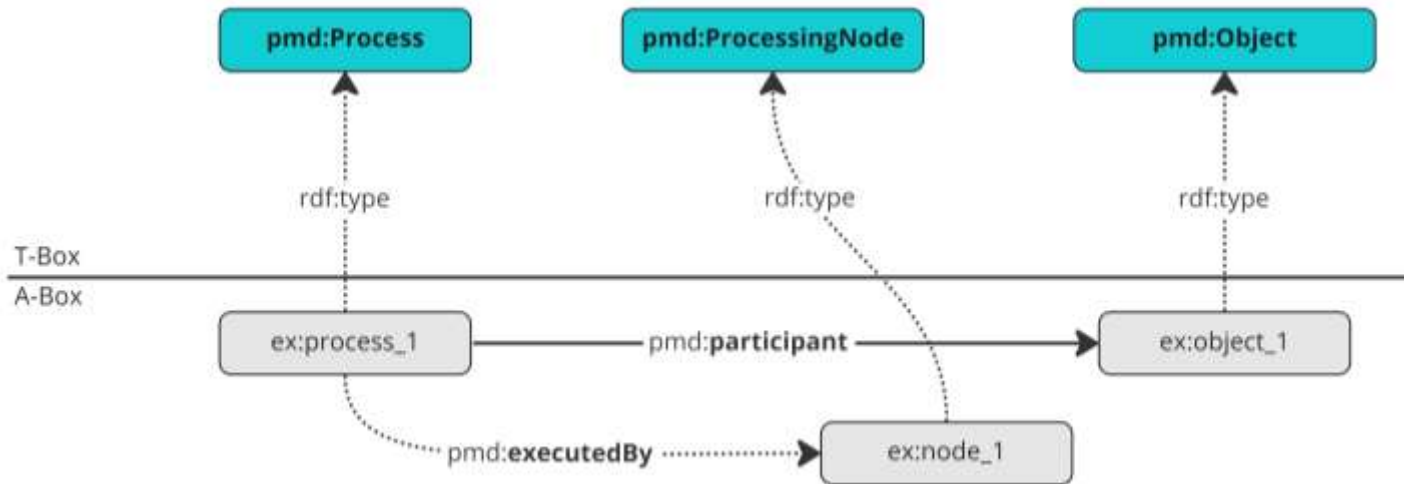 pmd:Process
pmd:ProcessingNode
pmd:Object
rdf:type
rdf:type
rdf:type
T-Box
A-Box
ex:process_1
pmd:participant
ex:object_1
pmd:executedBy
ex:node_1